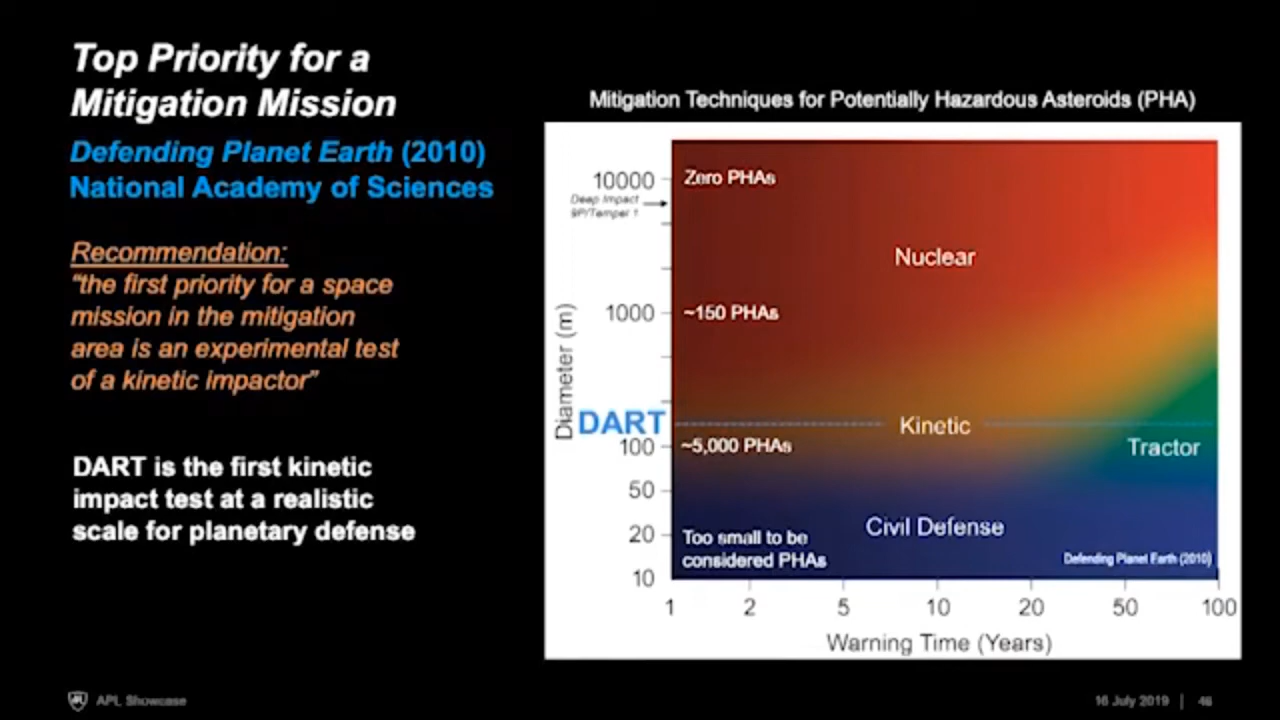 Top Priority for a
Mitigation Mission
Defending Planet Earth (2010)
National Academy of Sciences
Recommendation:
"the first priority for a space
mission in the mitigation
area is an experimental test
of a kinetic impactor"
DART is the first kinetic
impact test at a realistic
scale for planetary defense
Mitigation Techniques for Potentially Hazardous Asteroids (PHA)
Diameter (m)
10000
Deep Impact
9P/Tempel 1
1000
DART
100
50
20
10
Zero PHAs
Nuclear
~150 PHAs
Kinetic
~5,000 PHAs
Tractor
Civil Defense
Too small to be
considered PHAs
Defending Planet Earth (2010)
1 2 5 10 20 50 100
Warning Time (Years)
APL Showcase
16 July 2019 | 46